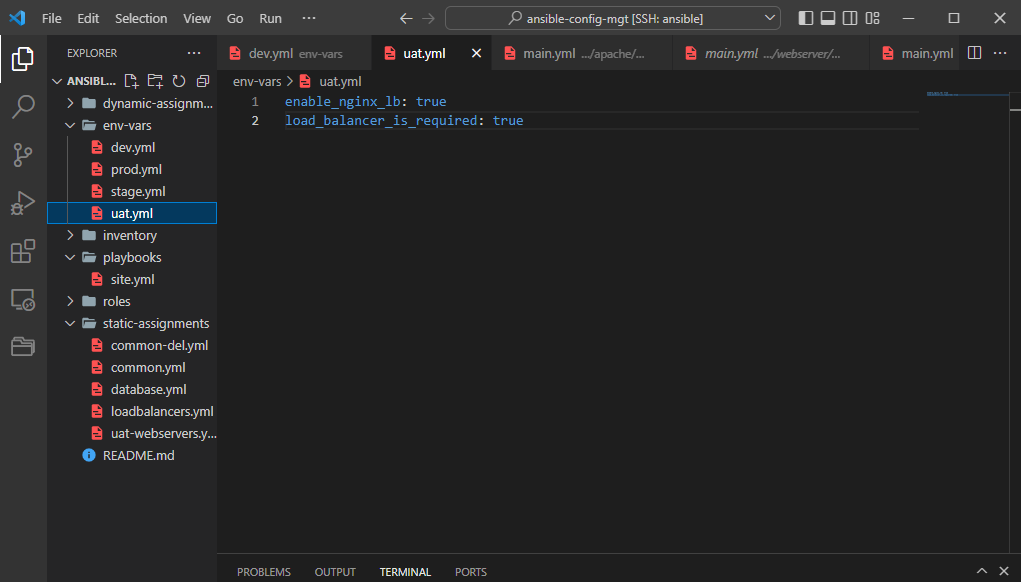 File Edit Selection View Go Run ··· ansible-config-mgt [SSH: ansible]
EXPLORER ···
dev.yml env-vars uat.yml main.yml .../apache/... main.yml .../webserver/... main.yml ···
ANSIBL...
env-vars > uat.yml
dynamic-assignm...
env-vars
dev.yml
prod.yml
stage.yml
uat.yml
inventory
playbooks
site.yml
roles
static-assignments
common-del.yml
common.yml
database.yml
loadbalancers.yml
uat-webservers.y...
README.md
1 enable_nginx_lb: true
2 load_balancer_is_required: true
PROBLEMS OUTPUT TERMINAL PORTS